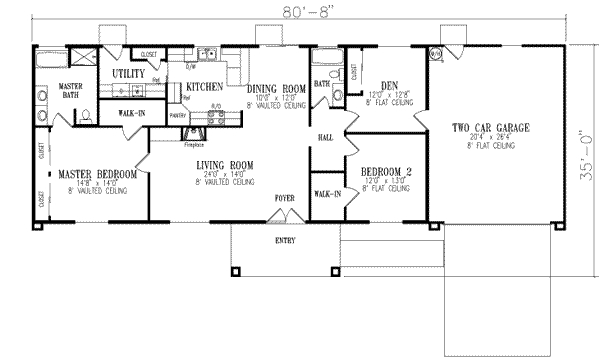 80'-8"
CLOSET
UTILITY
D/W
KITCHEN
Ref
Ref
R/O
PANTRY
MASTER
BATH
WALK-IN
DINING ROOM
10'0" x 12'0"
8' VAULTED CEILING
BATH
CLOSET
DEN
12'0" x 12'8"
8' FLAT CEILING
TWO CAR GARAGE
20'4" x 26'4"
8' FLAT CEILING
35'-0"
CLOSET
CLOSET
MASTER BEDROOM
14'8" x 14'0"
8' VAULTED CEILING
Fireplace
LIVING ROOM
24'0" x 14'0"
8' VAULTED CEILING
HALL
BEDROOM 2
12'0" x 13'0"
8' FLAT CEILING
WALK-IN
FOYER
ENTRY